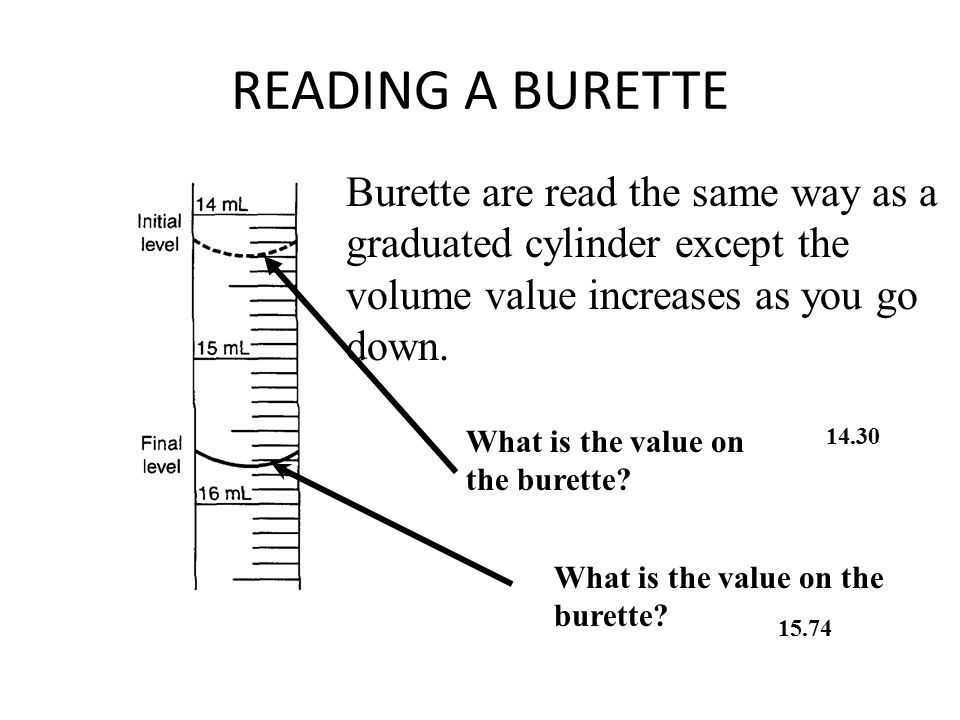 READING A BURETTE
Burette are read the same way as a
graduated cylinder except the
volume value increases as you go
down.
14 mL
Initial
level
15 mL
Final
level
16 mL
What is the value on
the burette?
14.30
What is the value on the
burette?
15.74